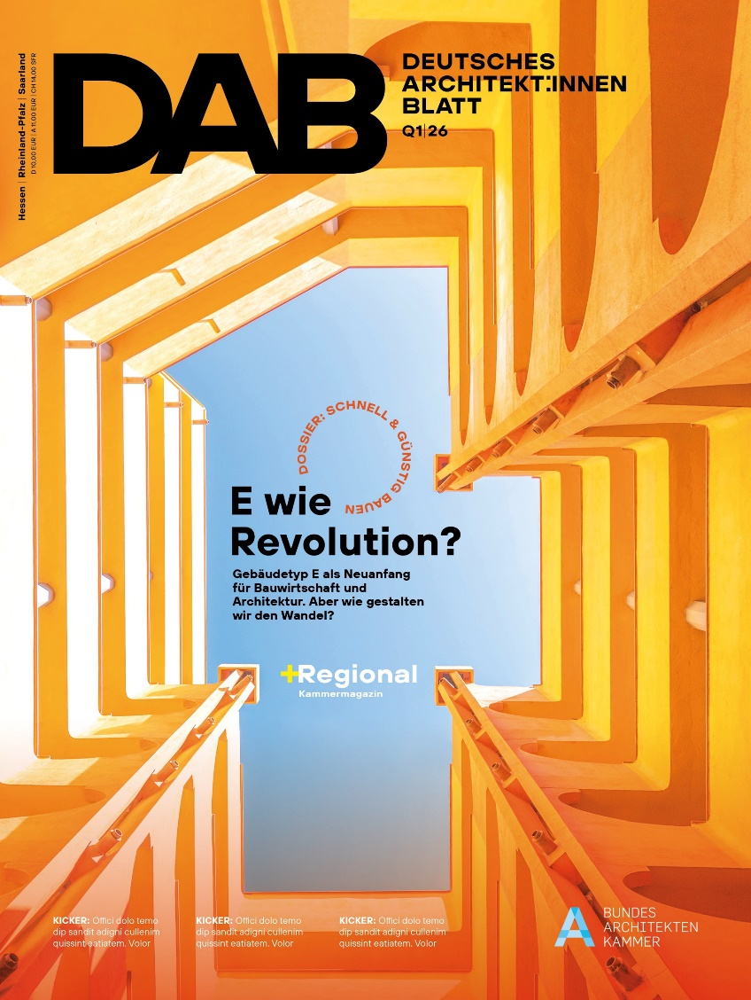 Hessen | Rheinland-Pfalz | Saarland
D 10,00 EUR | A 11,00 EUR | CH 14,00 SFR
DAB
DEUTSCHES
ARCHITEKT:INNEN
BLATT
Q1|26
DOSSIER: SCHNELL & GÜNSTIG BAUEN
E wie
Revolution?
Gebäudetyp E als Neuanfang
für Bauwirtschaft und
Architektur. Aber wie gestalten
wir den Wandel?
+Regional
Kammermagazin
KICKER: Offici dolo temo
dip sandit adigni cullenim
quissint eatiatem. Volor
KICKER: Offici dolo temo
dip sandit adigni cullenim
quissint eatiatem. Volor
KICKER: Offici dolo temo
dip sandit adigni cullenim
quissint eatiatem. Volor
A
BUNDES
ARCHITEKTEN
KAMMER